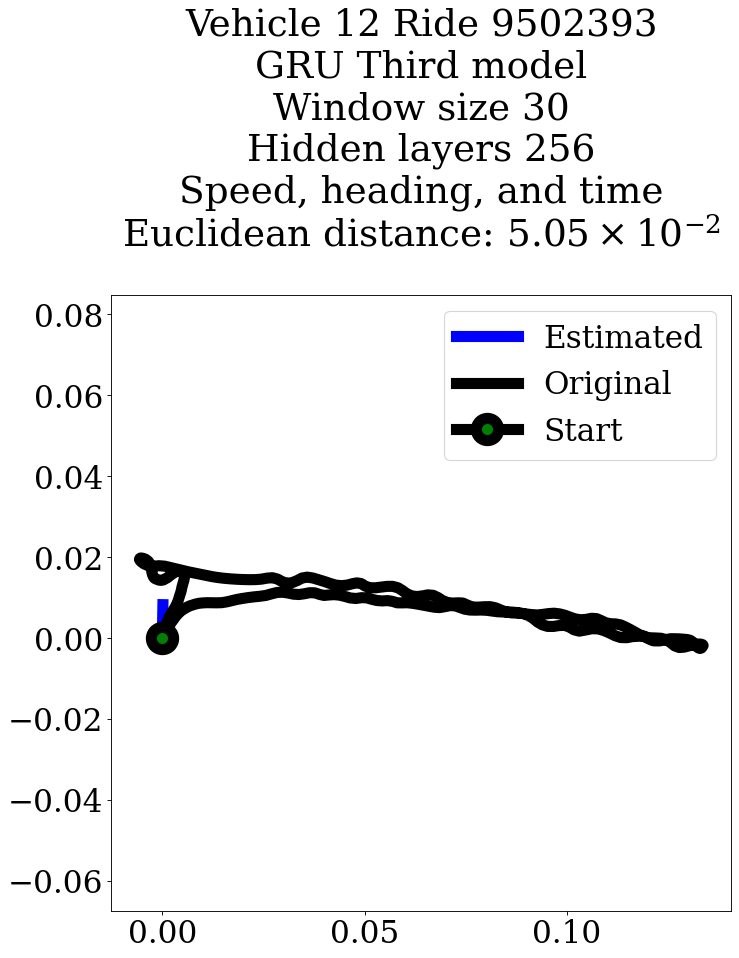 Vehicle 12 Ride 9502393
GRU Third model
Window size 30
Hidden layers 256
Speed, heading, and time
Euclidean distance: 5.05 × 10⁻²
Estimated
Original
Start
0.08
0.06
0.04
0.02
0.00
−0.02
−0.04
−0.06
0.00 0.05 0.10